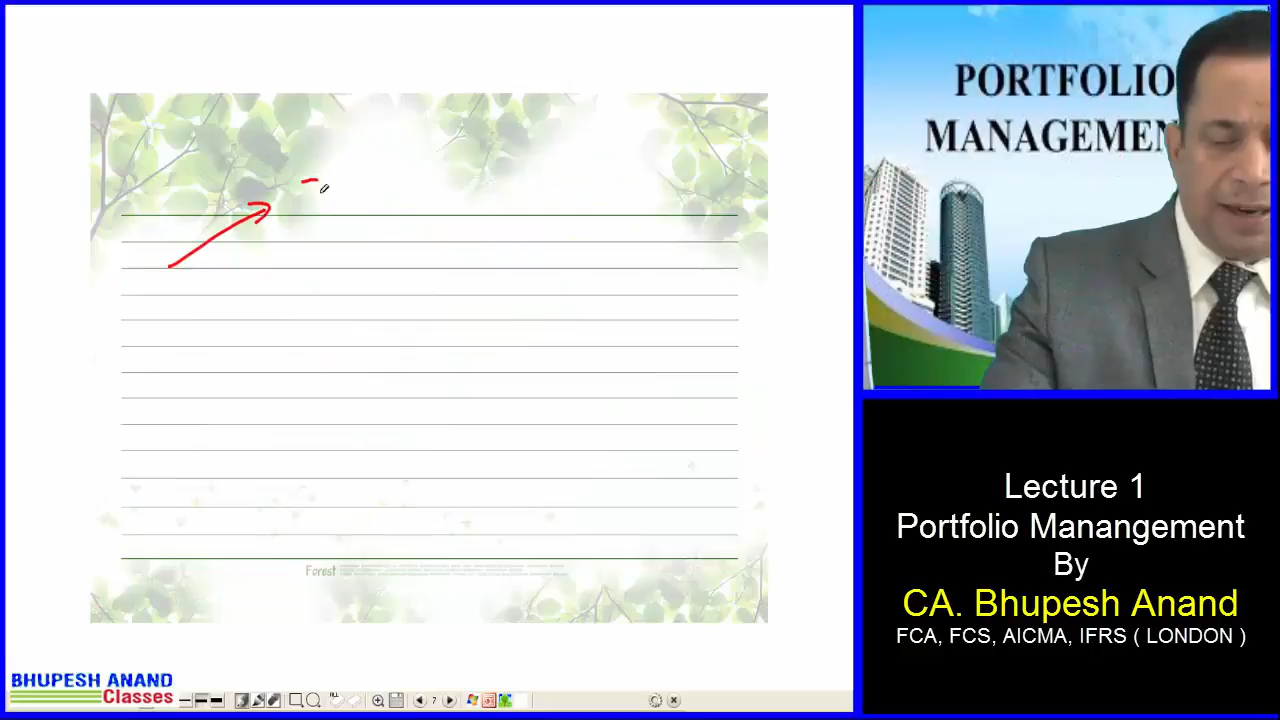 PORTFOLIO
MANAGEMEN
Forest
Lecture 1
Portfolio Manangement
By
CA. Bhupesh Anand
FCA, FCS, AICMA, IFRS ( LONDON )
BHUPESH ANAND
Classes
7